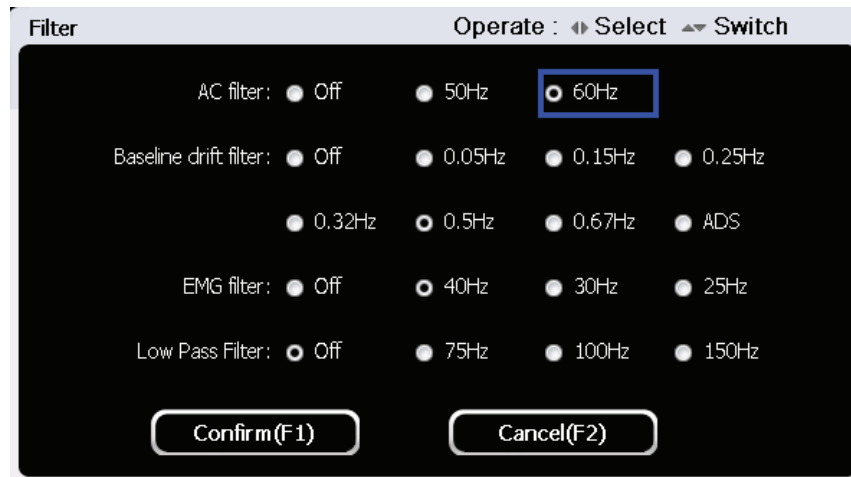 Filter Operate : Select Switch
AC filter: Off 50Hz 60Hz
Baseline drift filter: Off 0.05Hz 0.15Hz 0.25Hz
0.32Hz 0.5Hz 0.67Hz ADS
EMG filter: Off 40Hz 30Hz 25Hz
Low Pass Filter: Off 75Hz 100Hz 150Hz
Confirm(F1) Cancel(F2)